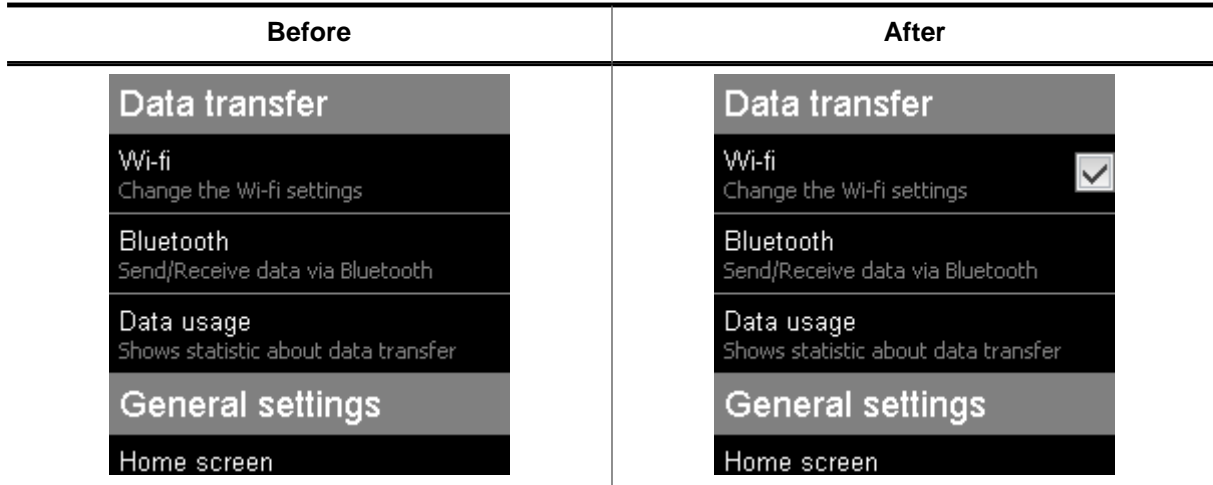 Before
After
Data transfer
Wi-fi
Change the Wi-fi settings
Bluetooth
Send/Receive data via Bluetooth
Data usage
Shows statistic about data transfer
General settings
Home screen
Data transfer
Wi-fi
Change the Wi-fi settings
Bluetooth
Send/Receive data via Bluetooth
Data usage
Shows statistic about data transfer
General settings
Home screen